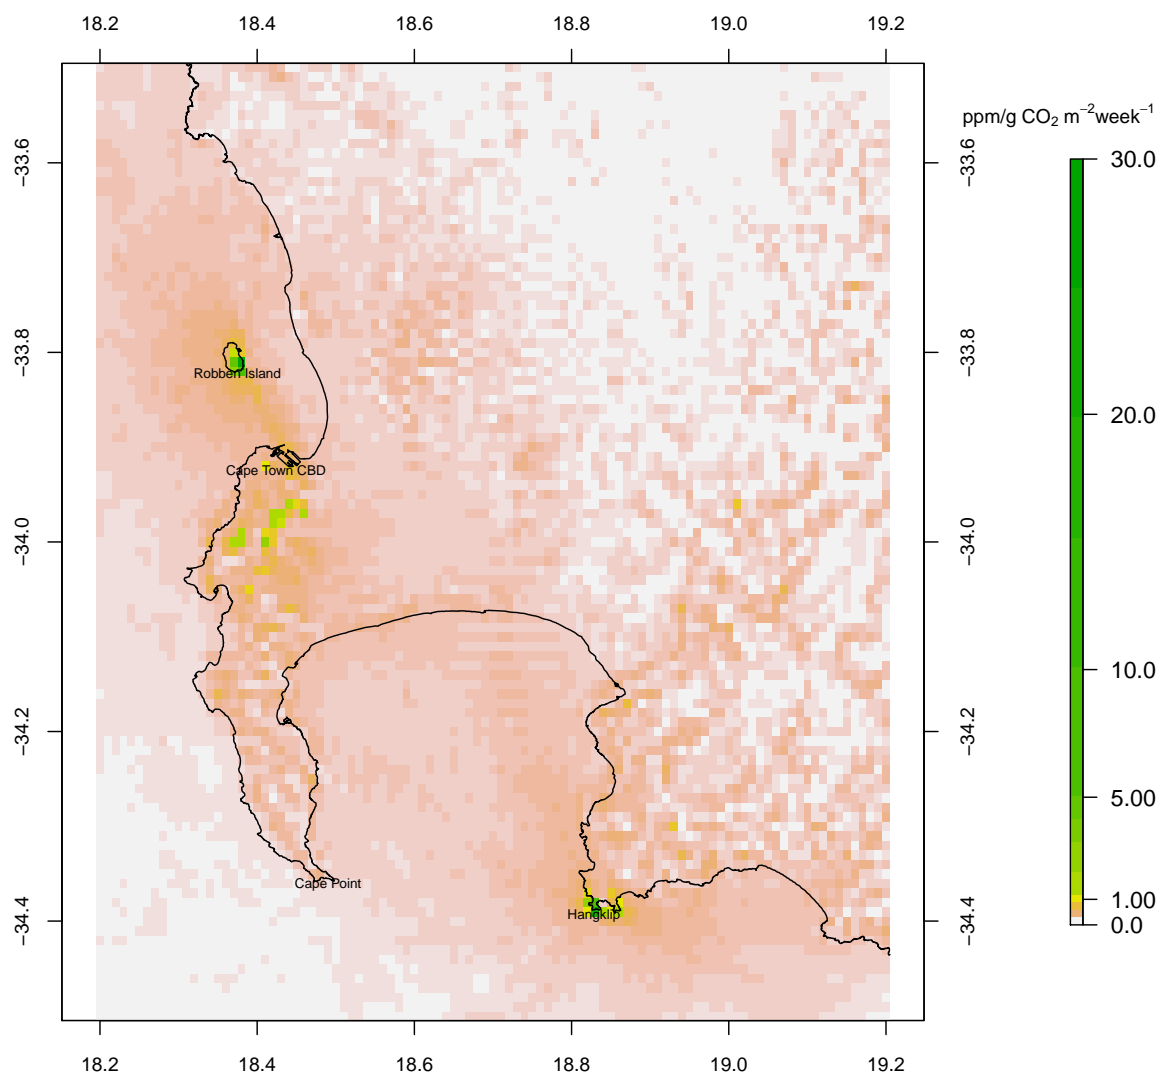 18.2 18.4 18.6 18.8 19.0 19.2
ppm/g CO₂ m⁻²week⁻¹
−33.6
−33.8
−34.0
−34.2
−34.4
Robben Island
Cape Town CBD
Cape Point
Hangklip
−33.6
−33.8
−34.0
−34.2
−34.4
30.0
20.0
10.0
5.00
1.00
0.0
18.2 18.4 18.6 18.8 19.0 19.2